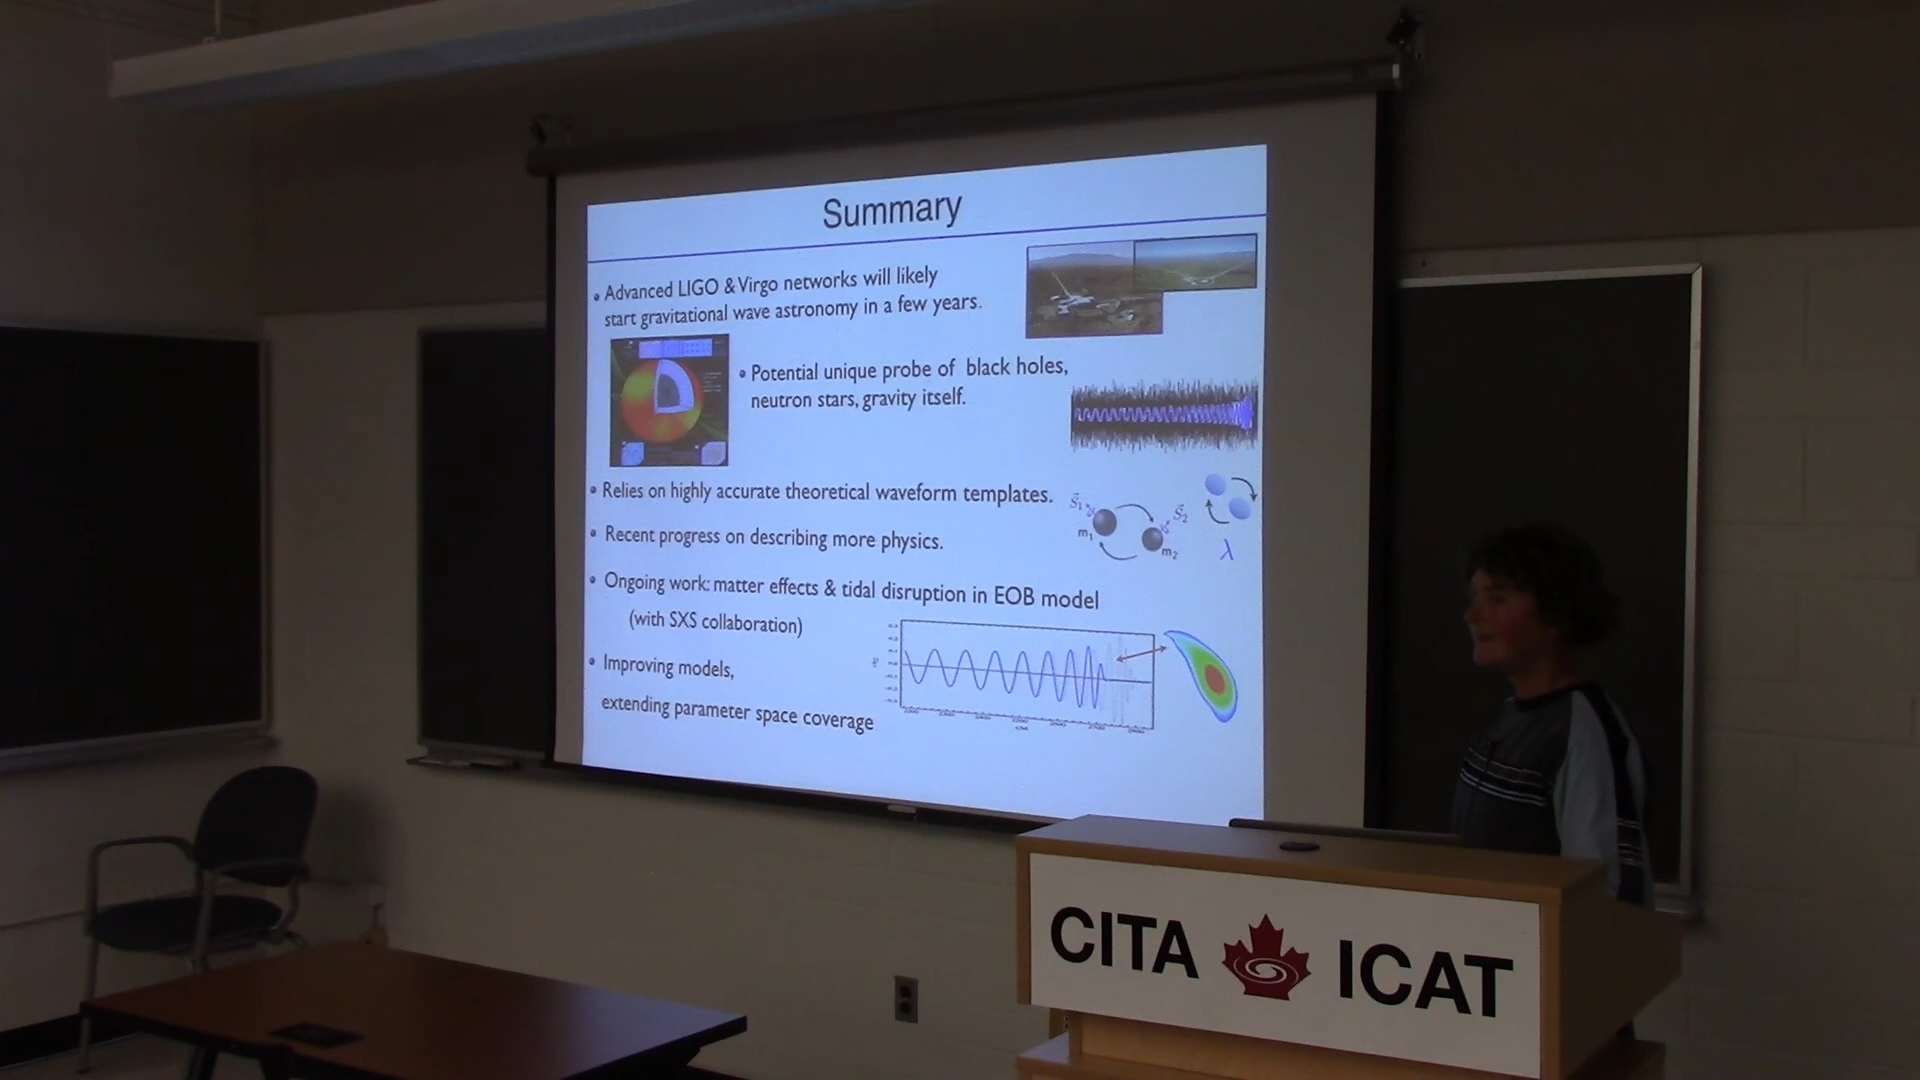 Summary
• Advanced LIGO & Virgo networks will likely
start gravitational wave astronomy in a few years.
• Potential unique probe of black holes,
neutron stars, gravity itself.
• Relies on highly accurate theoretical waveform templates.
S₁ S₂
m₁ m₂
λ
• Recent progress on describing more physics.
• Ongoing work: matter effects & tidal disruption in EOB model
(with SXS collaboration)
• Improving models,
extending parameter space coverage
CITA ICAT